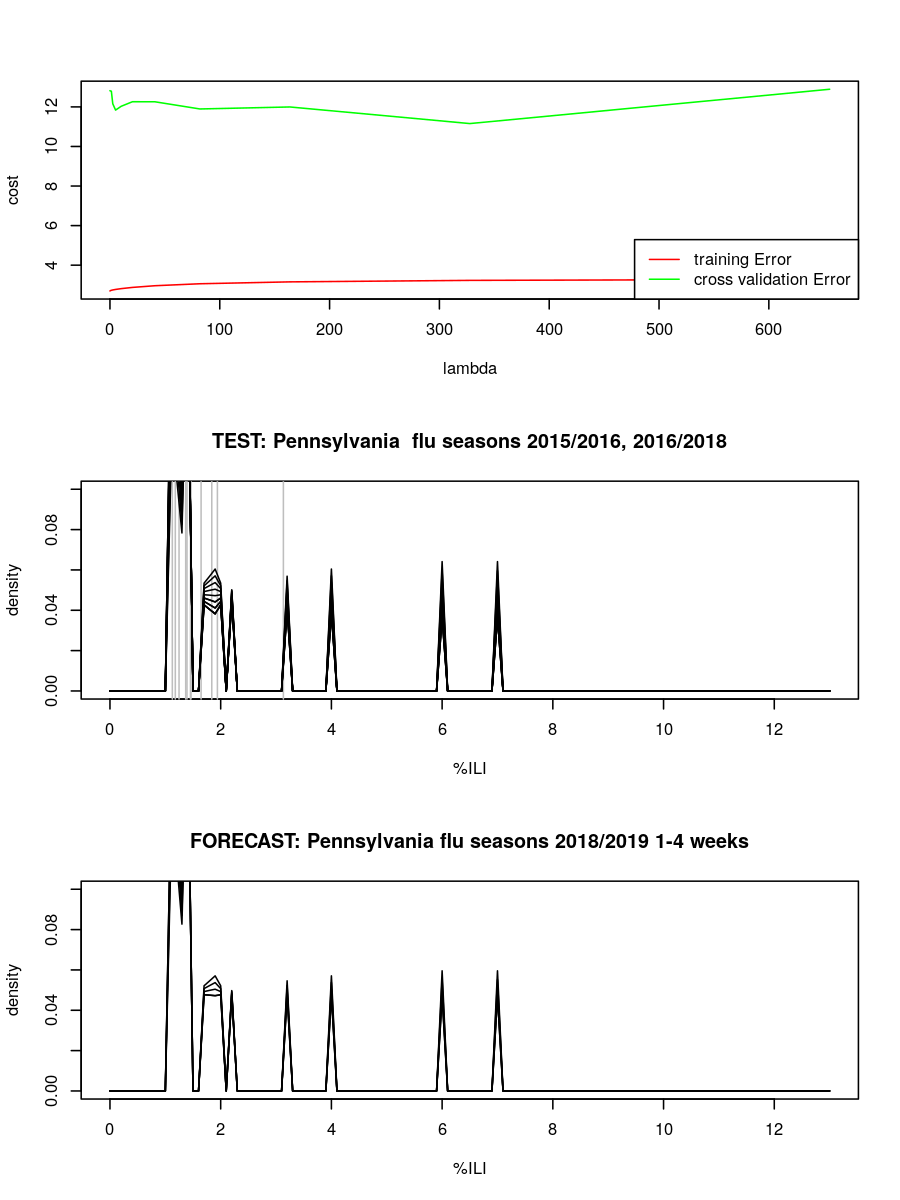 12
10
8
6
4
cost
training Error
cross validation Error
0 100 200 300 400 500 600
lambda
TEST: Pennsylvania  flu seasons 2015/2016, 2016/2018
0.08
0.04
0.00
density
0 2 4 6 8 10 12
%ILI
FORECAST: Pennsylvania flu seasons 2018/2019 1-4 weeks
0.08
0.04
0.00
density
0 2 4 6 8 10 12
%ILI